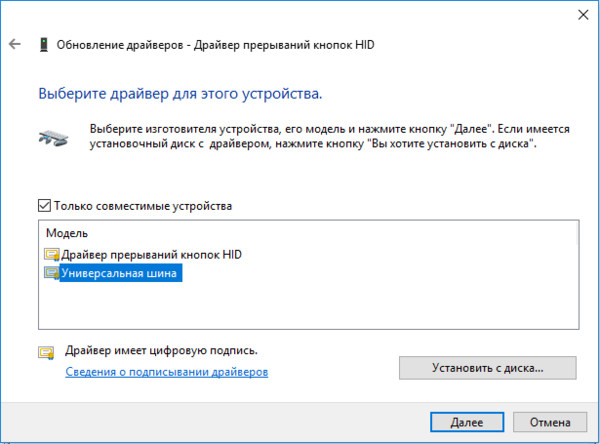 Обновление драйверов - Драйвер прерываний кнопок HID
Выберите драйвер для этого устройства.
Выберите изготовителя устройства, его модель и нажмите кнопку "Далее". Если имеется
установочный диск с драйвером, нажмите кнопку "Вы хотите установить с диска".
Только совместимые устройства
Модель
Драйвер прерываний кнопок HID
Универсальная шина
Драйвер имеет цифровую подпись.
Сведения о подписывании драйверов
Установить с диска...
Далее
Отмена